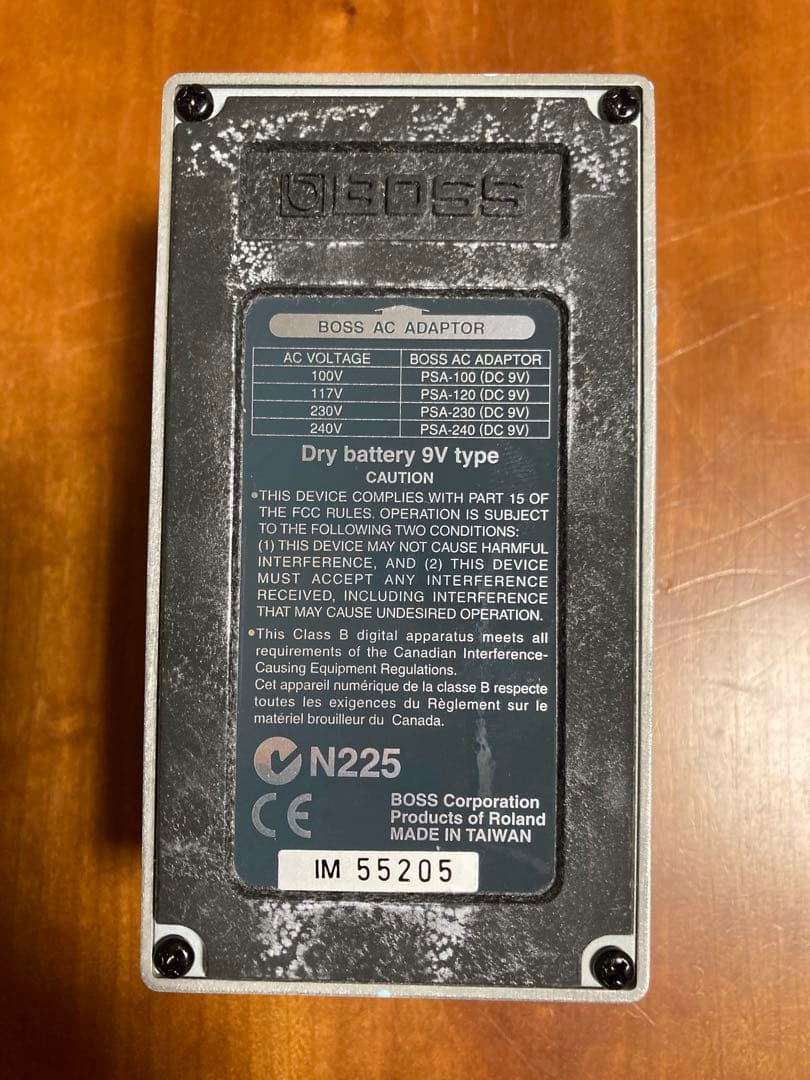 BOSS
BOSS AC ADAPTOR
AC VOLTAGE BOSS AC ADAPTOR
100V PSA-100 (DC 9V)
117V PSA-120 (DC 9V)
230V PSA-230 (DC 9V)
240V PSA-240 (DC 9V)
Dry battery 9V type
CAUTION
•THIS DEVICE COMPLIES WITH PART 15 OF
THE FCC RULES. OPERATION IS SUBJECT
TO THE FOLLOWING TWO CONDITIONS:
(1) THIS DEVICE MAY NOT CAUSE HARMFUL
INTERFERENCE, AND (2) THIS DEVICE
MUST ACCEPT ANY INTERFERENCE
RECEIVED, INCLUDING INTERFERENCE
THAT MAY CAUSE UNDESIRED OPERATION.
•This Class B digital apparatus meets all
requirements of the Canadian Interference-
Causing Equipment Regulations.
Cet appareil numérique de la classe B respecte
toutes les exigences du Règlement sur le
matériel brouilleur du Canada.
N225
CE
BOSS Corporation
Products of Roland
MADE IN TAIWAN
IM 55205